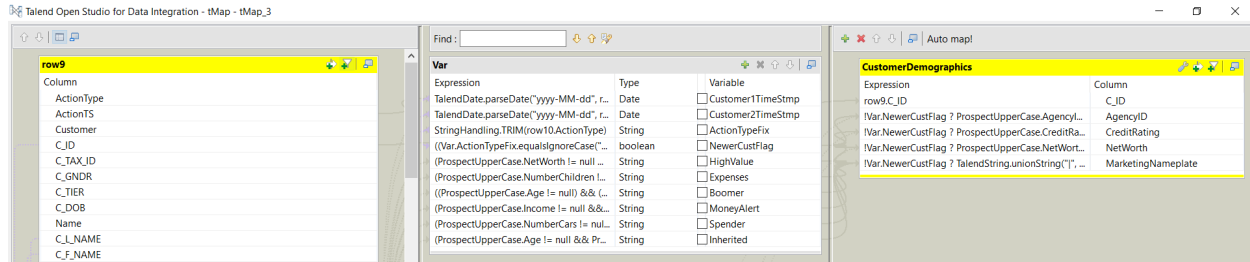 Talend Open Studio for Data Integration - tMap - tMap_3
Find :
Auto map!
row9
Column
ActionType
ActionTS
Customer
C_ID
C_TAX_ID
C_GNDR
C_TIER
C_DOB
Name
C_L_NAME
C_F_NAME
Var
Expression Type Variable
TalendDate.parseDate("yyyy-MM-dd", r... Date Customer1TimeStmp
TalendDate.parseDate("yyyy-MM-dd", r... Date Customer2TimeStmp
StringHandling.TRIM(row10.ActionType) String ActionTypeFix
((Var.ActionTypeFix.equalsIgnoreCase("... boolean NewerCustFlag
(ProspectUpperCase.NetWorth != null ... String HighValue
(ProspectUpperCase.NumberChildren !... String Expenses
((ProspectUpperCase.Age != null) && (... String Boomer
(ProspectUpperCase.Income != null &&... String MoneyAlert
(ProspectUpperCase.NumberCars != nul... String Spender
(ProspectUpperCase.Age != null && Pr... String Inherited
CustomerDemographics
Expression Column
row9.C_ID C_ID
!Var.NewerCustFlag ? ProspectUpperCase.AgencyI... AgencyID
!Var.NewerCustFlag ? ProspectUpperCase.CreditRa... CreditRating
!Var.NewerCustFlag ? ProspectUpperCase.NetWort... NetWorth
!Var.NewerCustFlag ? TalendString.unionString("|", ... MarketingNameplate